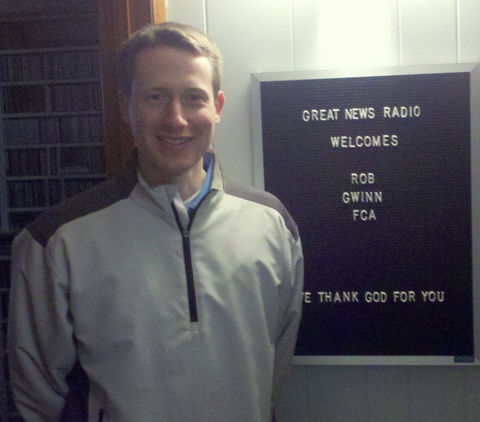 GREAT NEWS RADIO
WELCOMES
ROB
GWINN
FCA
THANK GOD FOR YOU